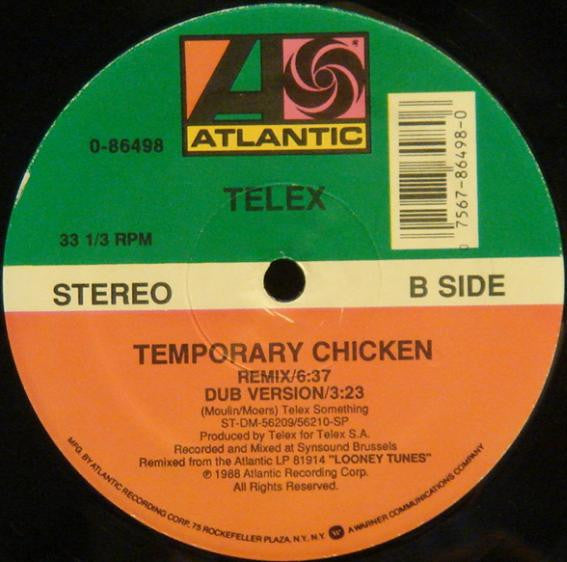 ATLANTIC
0-86498
0 7567-86498-0
TELEX
33 1/3 RPM
STEREO
B SIDE
TEMPORARY CHICKEN
REMIX/6:37
DUB VERSION/3:23
(Moulin/Moers) Telex Something
ST-DM-56209/56210-SP
Produced by Telex for Telex S.A.
Recorded and Mixed at Synsound Brussels
Remixed from the Atlantic LP 81914 "LOONEY TUNES"
℗ 1988 Atlantic Recording Corp.
All Rights Reserved.
MFG. BY ATLANTIC RECORDING CORP. 75 ROCKEFELLER PLAZA, N.Y. N.Y. A WARNER COMMUNICATIONS COMPANY